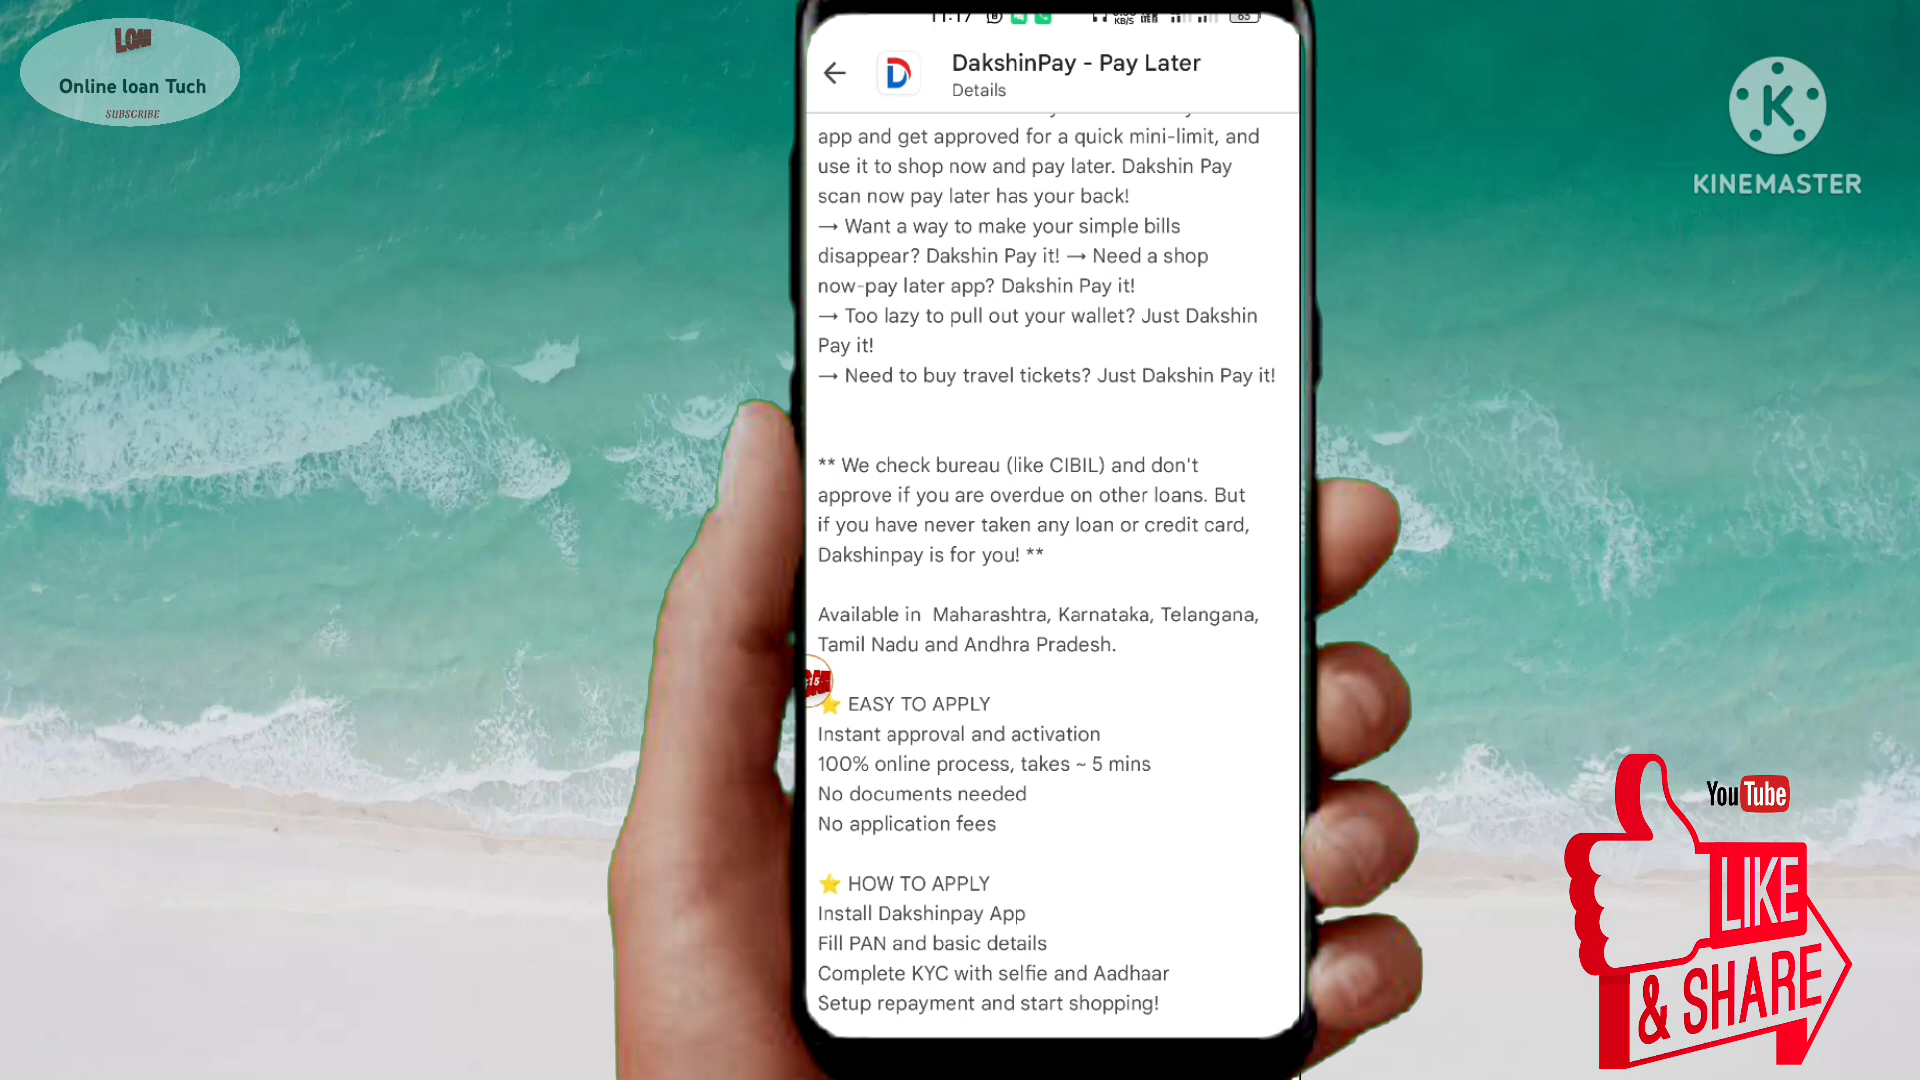 LOAN
Online loan Tuch
SUBSCRIBE
11:17
KB/S
65
DakshinPay - Pay Later
Details
app and get approved for a quick mini-limit, and
use it to shop now and pay later. Dakshin Pay
scan now pay later has your back!
→ Want a way to make your simple bills
disappear? Dakshin Pay it! → Need a shop
now-pay later app? Dakshin Pay it!
→ Too lazy to pull out your wallet? Just Dakshin
Pay it!
→ Need to buy travel tickets? Just Dakshin Pay it!
** We check bureau (like CIBIL) and don't
approve if you are overdue on other loans. But
if you have never taken any loan or credit card,
Dakshinpay is for you! **
Available in  Maharashtra, Karnataka, Telangana,
Tamil Nadu and Andhra Pradesh.
⭐ EASY TO APPLY
Instant approval and activation
100% online process, takes ~ 5 mins
No documents needed
No application fees
⭐ HOW TO APPLY
Install Dakshinpay App
Fill PAN and basic details
Complete KYC with selfie and Aadhaar
Setup repayment and start shopping!
K
KINEMASTER
YouTube
LIKE
& SHARE